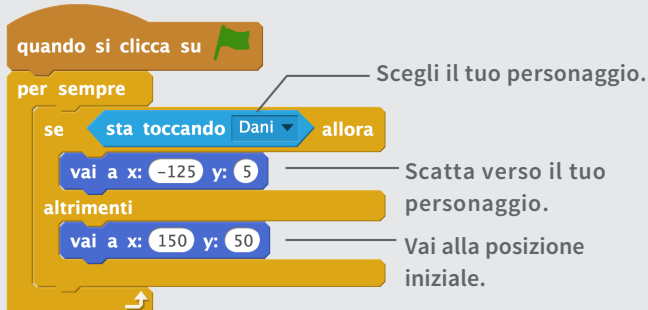 quando si clicca su
per sempre
Scegli il tuo personaggio.
se sta toccando Dani allora
vai a x: -125 y: 5
Scatta verso il tuo
personaggio.
altrimenti
vai a x: 150 y: 50
Vai alla posizione
iniziale.